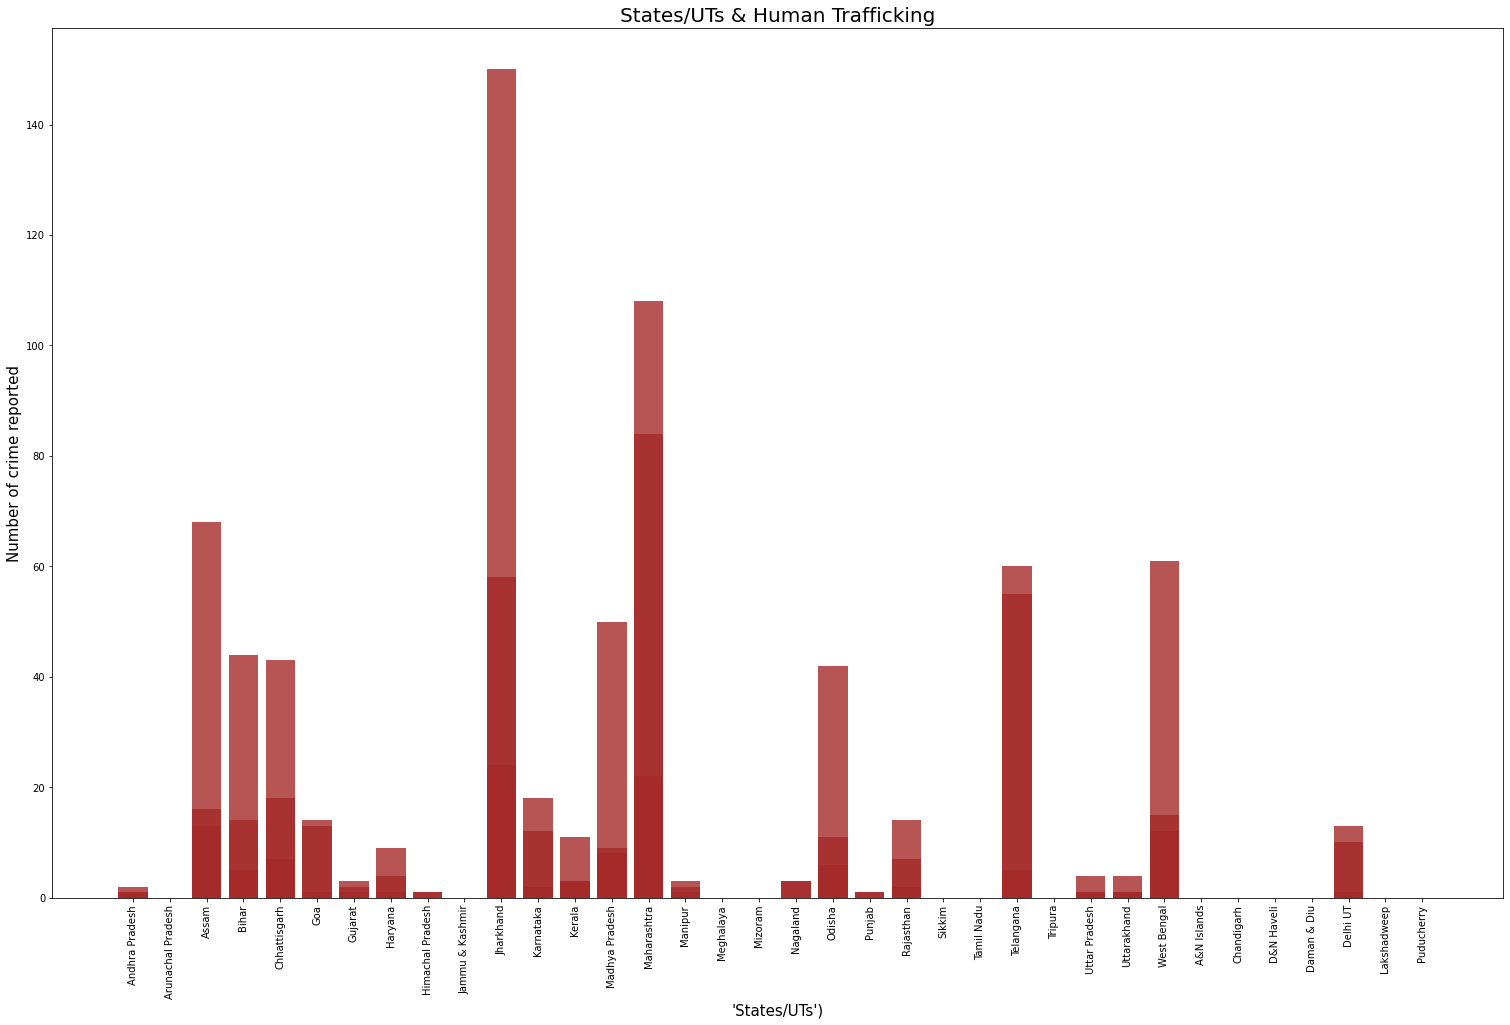 States/UTs & Human Trafficking
Number of crime reported
140
120
100
80
60
40
20
0
Andhra Pradesh
Arunachal Pradesh
Assam
Bihar
Chhattisgarh
Goa
Gujarat
Haryana
Himachal Pradesh
Jammu & Kashmir
Jharkhand
Karnataka
Kerala
Madhya Pradesh
Maharashtra
Manipur
Meghalaya
Mizoram
Nagaland
Odisha
Punjab
Rajasthan
Sikkim
Tamil Nadu
Telangana
Tripura
Uttar Pradesh
Uttarakhand
West Bengal
A&N Islands
Chandigarh
D&N Haveli
Daman & Diu
Delhi UT
Lakshadweep
Puducherry
'States/UTs')